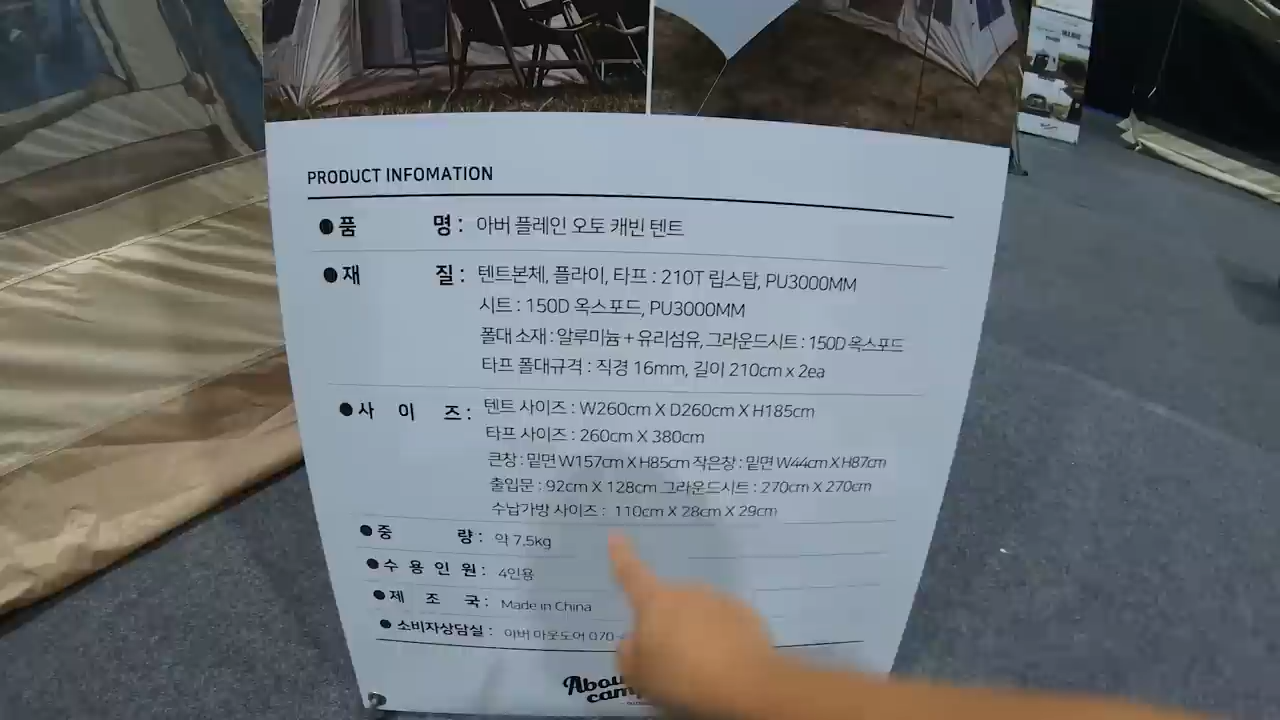 PRODUCT INFOMATION
●품 명 : 아버 플레인 오토 캐빈 텐트
●재 질 : 텐트본체, 플라이, 타프 : 210T 립스탑, PU3000MM
시트 : 150D 옥스포드, PU3000MM
폴대 소재 : 알루미늄 + 유리섬유, 그라운드시트 : 150D 옥스포드
타프 폴대규격 : 직경 16mm, 길이 210cm x 2ea
●사 이 즈 : 텐트 사이즈 : W260cm X D260cm X H185cm
타프 사이즈 : 260cm X 380cm
큰창 : 밑면 W157cm X H85cm 작은창 : 밑면 W44cm X H87cm
출입문 : 92cm X 128cm 그라운드시트 : 270cm X 270cm
수납가방 사이즈 : 110cm X 28cm X 29cm
●중 량 : 약 7.5kg
●수 용 인 원 : 4인용
●제 조 국 : Made in China
●소비자상담실 : 어버 아웃도어 070-